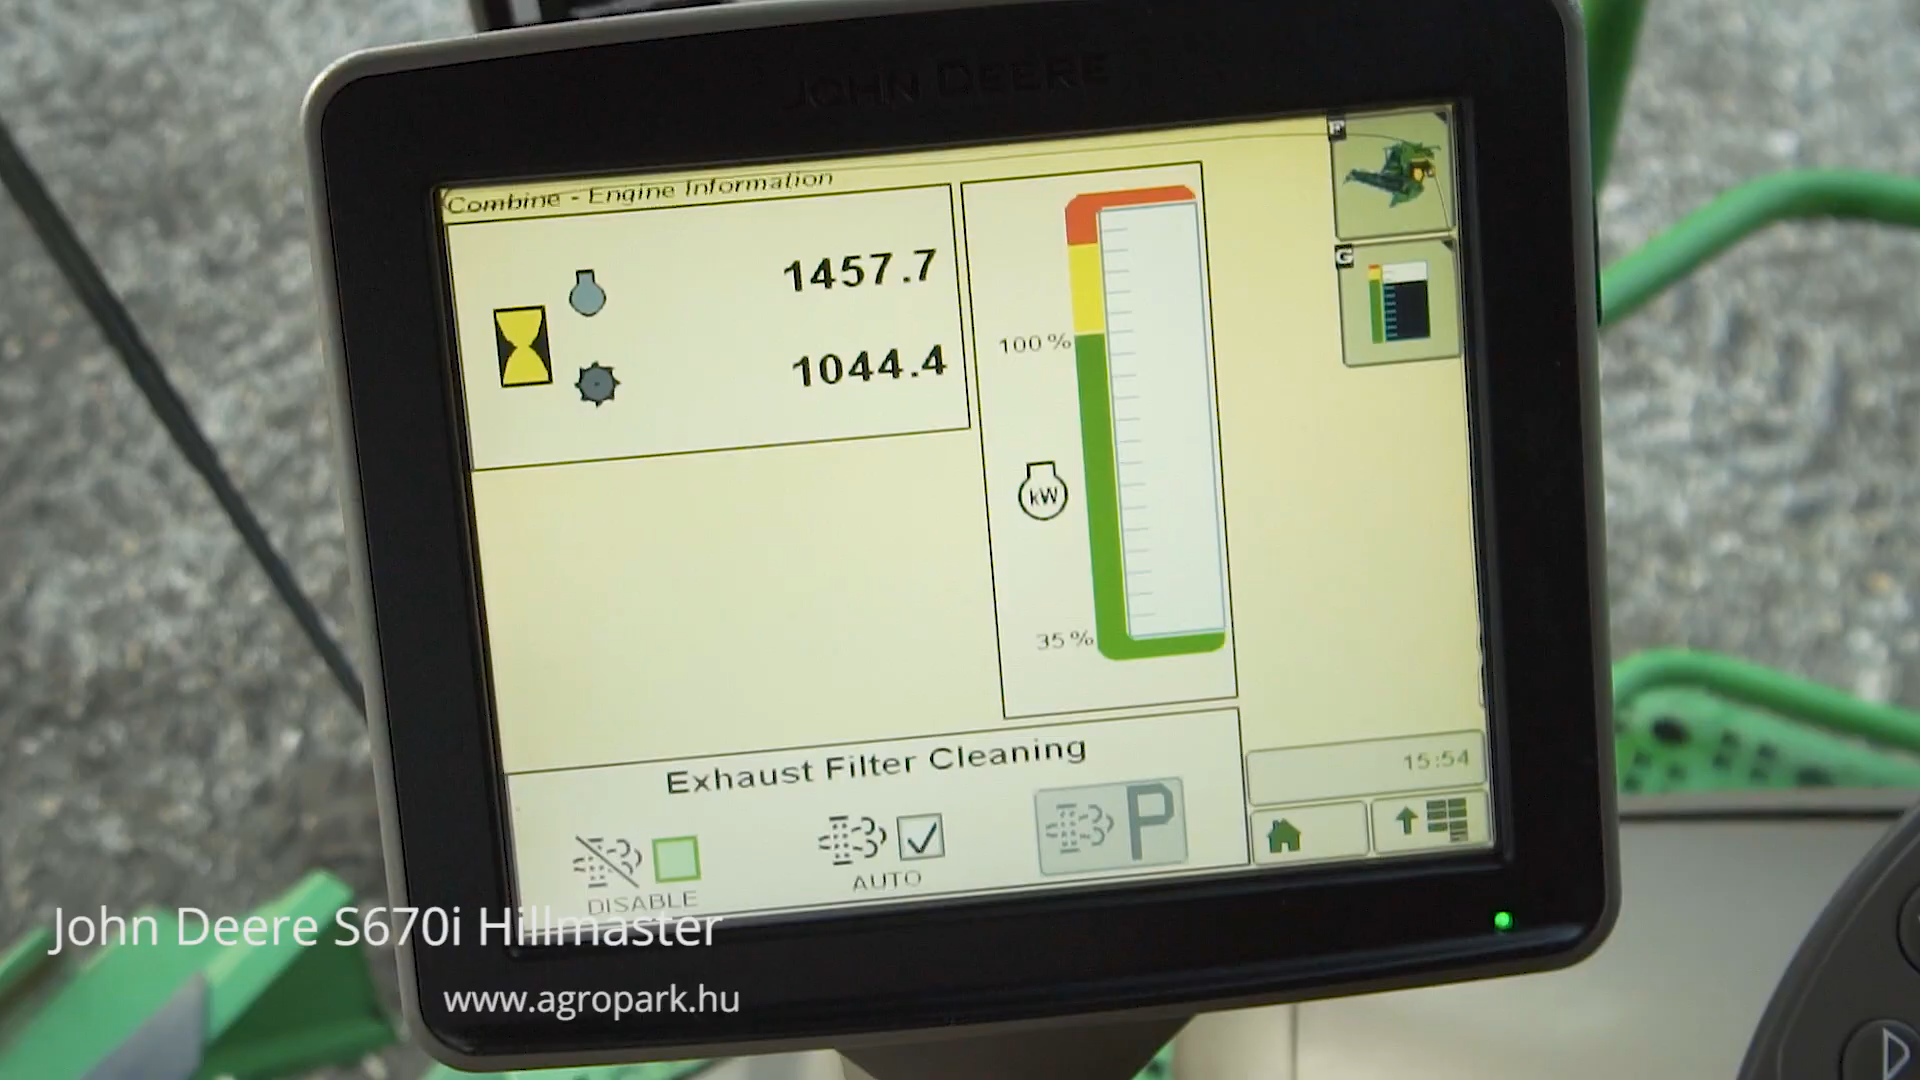 JOHN DEERE
Combine - Engine Information
1457.7
1044.4
100%
kW
35%
F
G
Exhaust Filter Cleaning
DISABLE
AUTO
P
15:54
John Deere S670i Hillmaster
www.agropark.hu